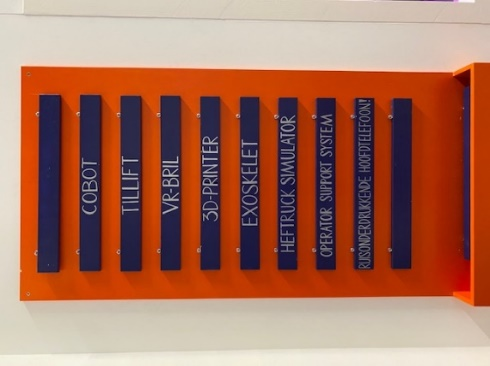 COBOT
TILLIFT
VR-BRIL
3D-PRINTER
EXOSKELET
HEFTRUCK SIMULATOR
OPERATOR SUPPORT SYSTEM
RUISONDERDRUKKENDE HOOFDTELEFOON!